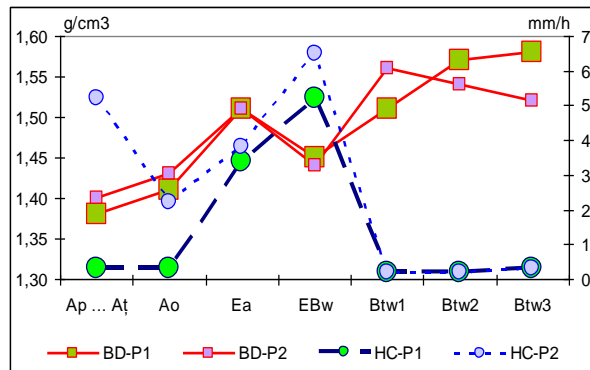 g/cm3 mm/h
1,60 7
1,55 6
1,50 5
1,45 4
1,40 3
1,35 2
1,30 1
0
Ap ... Aţ Ao Ea EBw Btw1 Btw2 Btw3
BD-P1 BD-P2 HC-P1 HC-P2